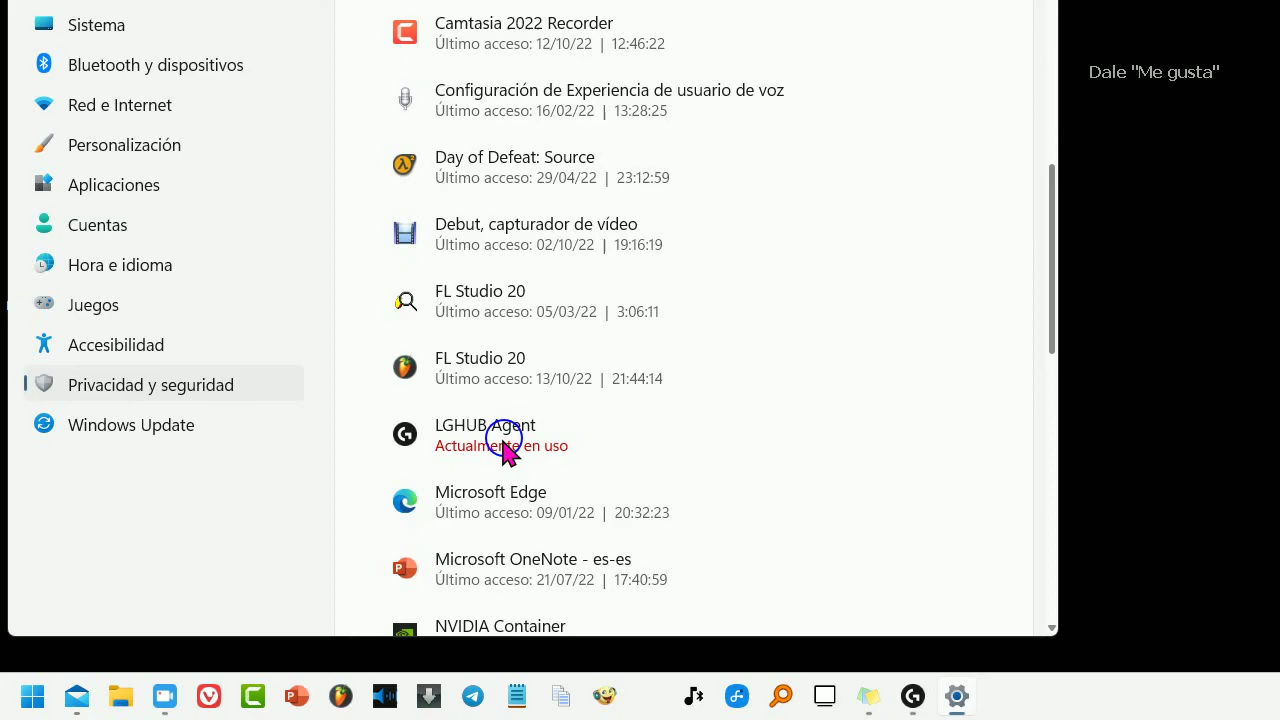 Sistema
Bluetooth y dispositivos
Red e Internet
Personalización
Aplicaciones
Cuentas
Hora e idioma
Juegos
Accesibilidad
Privacidad y seguridad
Windows Update
Camtasia 2022 Recorder
Último acceso: 12/10/22 | 12:46:22
Configuración de Experiencia de usuario de voz
Último acceso: 16/02/22 | 13:28:25
Day of Defeat: Source
Último acceso: 29/04/22 | 23:12:59
Debut, capturador de vídeo
Último acceso: 02/10/22 | 19:16:19
FL Studio 20
Último acceso: 05/03/22 | 3:06:11
FL Studio 20
Último acceso: 13/10/22 | 21:44:14
LGHUB Agent
Actualmente en uso
Microsoft Edge
Último acceso: 09/01/22 | 20:32:23
Microsoft OneNote - es-es
Último acceso: 21/07/22 | 17:40:59
NVIDIA Container
Dale "Me gusta"